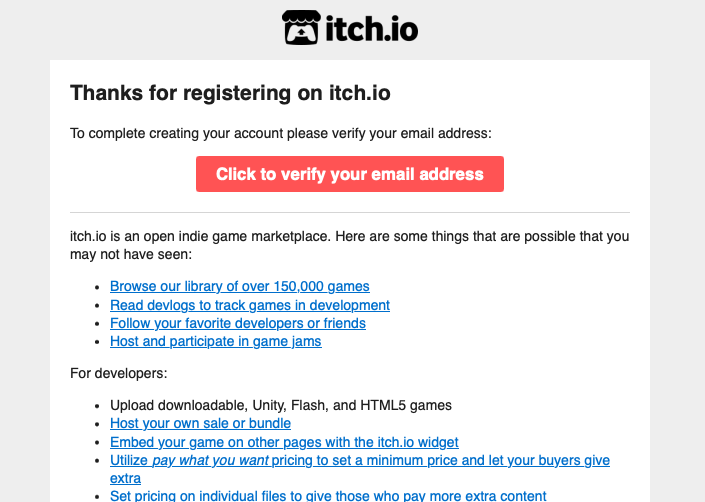 itch.io
Thanks for registering on itch.io
To complete creating your account please verify your email address:
Click to verify your email address
itch.io is an open indie game marketplace. Here are some things that are possible that you
may not have seen:
• Browse our library of over 150,000 games
• Read devlogs to track games in development
• Follow your favorite developers or friends
• Host and participate in game jams
For developers:
• Upload downloadable, Unity, Flash, and HTML5 games
• Host your own sale or bundle
• Embed your game on other pages with the itch.io widget
• Utilize pay what you want pricing to set a minimum price and let your buyers give
extra
• Set pricing on individual files to give those who pay more extra content